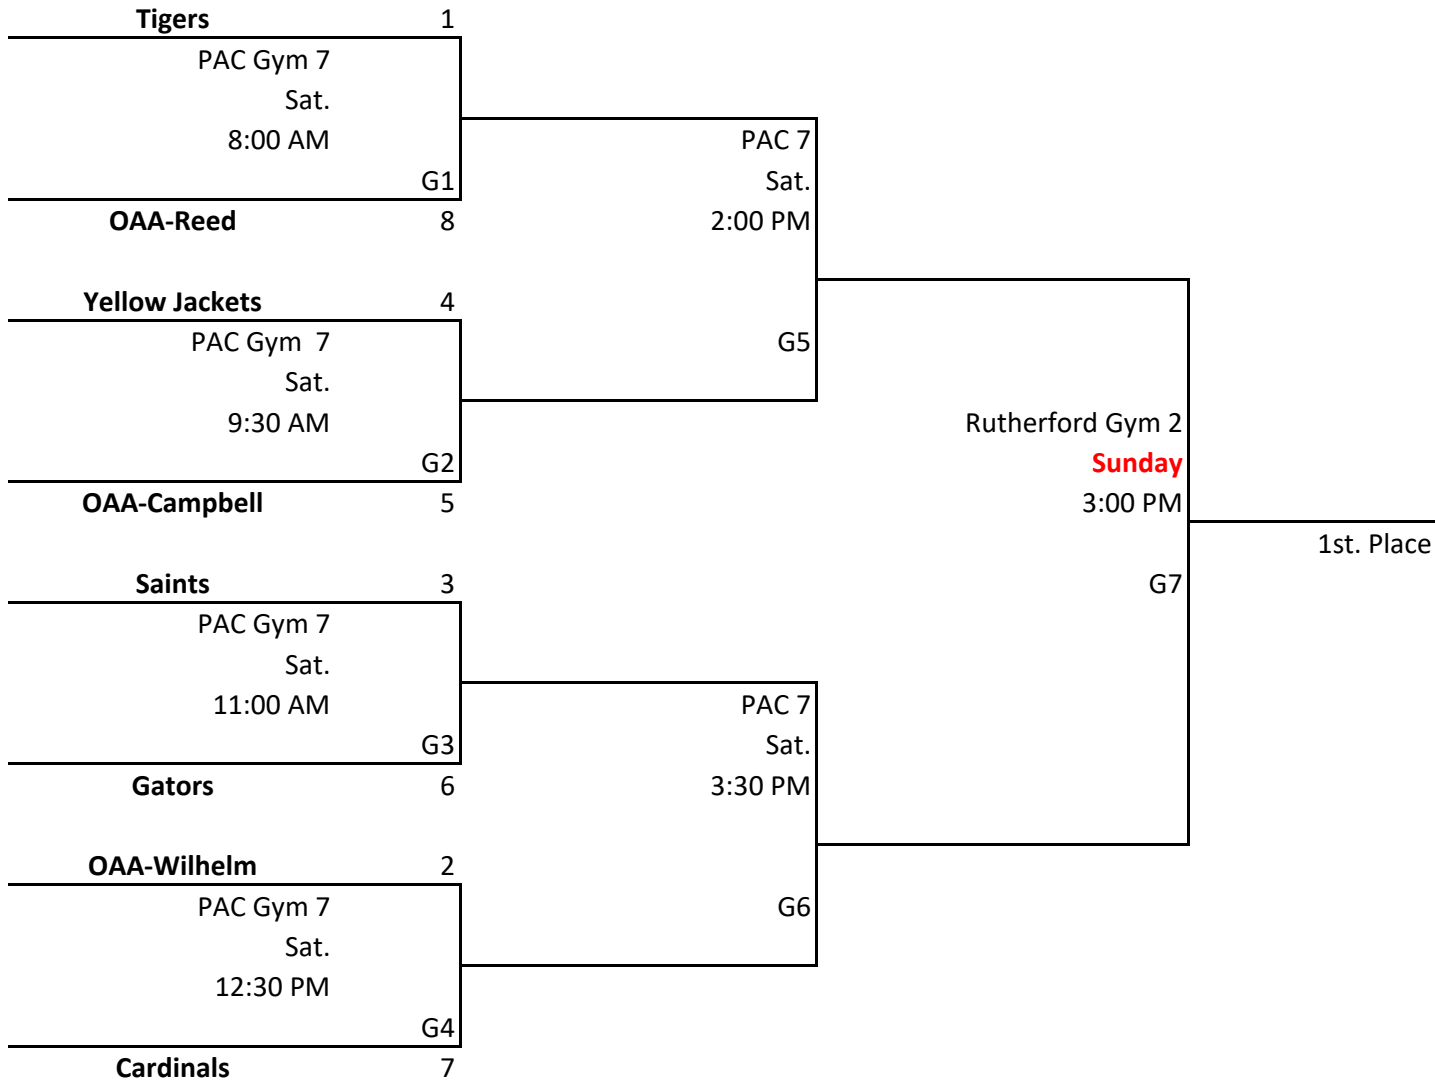 Tigers 1
PAC Gym 7
Sat.
8:00 AM
G1
OAA-Reed 8
Yellow Jackets 4
PAC Gym  7
Sat.
9:30 AM
G2
OAA-Campbell 5
Saints 3
PAC Gym 7
Sat.
11:00 AM
G3
Gators 6
OAA-Wilhelm 2
PAC Gym 7
Sat.
12:30 PM
G4
Cardinals 7
PAC 7
Sat.
2:00 PM
G5
PAC 7
Sat.
3:30 PM
G6
Rutherford Gym 2
Sunday
3:00 PM
G7
1st. Place